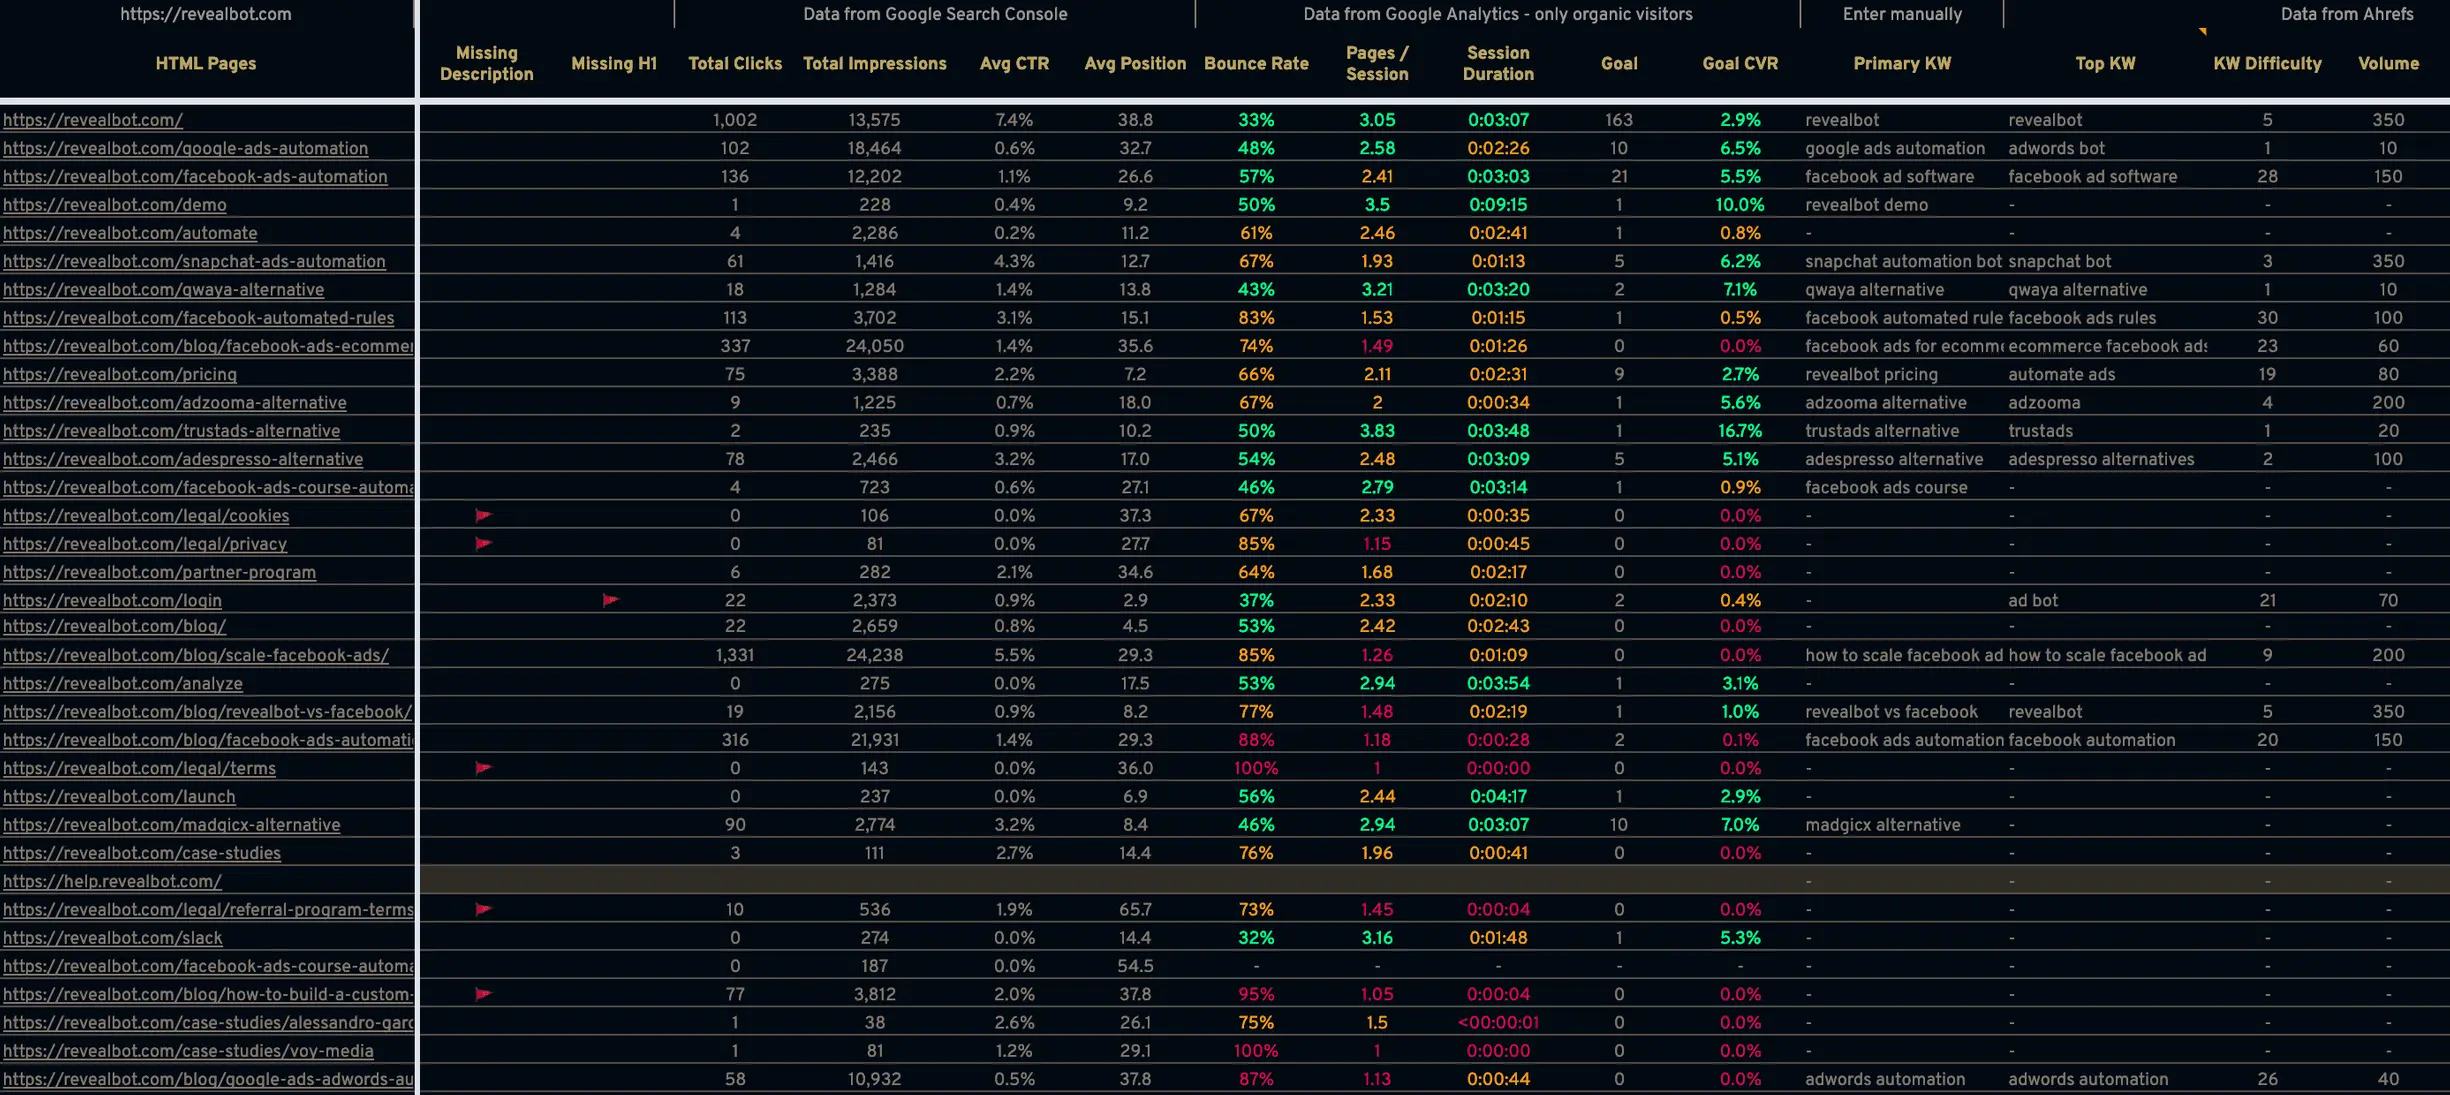 https://revealbot.com Data from Google Search Console Data from Google Analytics - only organic visitors Enter manually Data from Ahrefs
HTML Pages Missing Description Missing H1 Total Clicks Total Impressions Avg CTR Avg Position Bounce Rate Pages / Session Session Duration Goal Goal CVR Primary KW Top KW KW Difficulty Volume
https://revealbot.com/ 1,002 13,575 7.4% 38.8 33% 3.05 0:03:07 163 2.9% revealbot revealbot 5 350
https://revealbot.com/google-ads-automation 102 18,464 0.6% 32.7 48% 2.58 0:02:26 10 6.5% google ads automation adwords bot 1 10
https://revealbot.com/facebook-ads-automation 136 12,202 1.1% 26.6 57% 2.41 0:03:03 21 5.5% facebook ad software facebook ad software 28 150
https://revealbot.com/demo 1 228 0.4% 9.2 50% 3.5 0:09:15 1 10.0% revealbot demo - - -
https://revealbot.com/automate 4 2,286 0.2% 11.2 61% 2.46 0:02:41 1 0.8% - - - -
https://revealbot.com/snapchat-ads-automation 61 1,416 4.3% 12.7 67% 1.93 0:01:13 5 6.2% snapchat automation bot snapchat bot 3 350
https://revealbot.com/qwaya-alternative 18 1,284 1.4% 13.8 43% 3.21 0:03:20 2 7.1% qwaya alternative qwaya alternative 1 10
https://revealbot.com/facebook-automated-rules 113 3,702 3.1% 15.1 83% 1.53 0:01:15 1 0.5% facebook automated rule facebook ads rules 30 100
https://revealbot.com/blog/facebook-ads-ecommer 337 24,050 1.4% 35.6 74% 1.49 0:01:26 0 0.0% facebook ads for ecomme ecommerce facebook ads 23 60
https://revealbot.com/pricing 75 3,388 2.2% 7.2 66% 2.11 0:02:31 9 2.7% revealbot pricing automate ads 19 80
https://revealbot.com/adzooma-alternative 9 1,225 0.7% 18.0 67% 2 0:00:34 1 5.6% adzooma alternative adzooma 4 200
https://revealbot.com/trustads-alternative 2 235 0.9% 10.2 50% 3.83 0:03:48 1 16.7% trustads alternative trustads 1 20
https://revealbot.com/adespresso-alternative 78 2,466 3.2% 17.0 54% 2.48 0:03:09 5 5.1% adespresso alternative adespresso alternatives 2 100
https://revealbot.com/facebook-ads-course-automa 4 723 0.6% 27.1 46% 2.79 0:03:14 1 0.9% facebook ads course - - -
https://revealbot.com/legal/cookies 0 106 0.0% 37.3 67% 2.33 0:00:35 0 0.0% - - - -
https://revealbot.com/legal/privacy 0 81 0.0% 27.7 85% 1.15 0:00:45 0 0.0% - - - -
https://revealbot.com/partner-program 6 282 2.1% 34.6 64% 1.68 0:02:17 0 0.0% - - - -
https://revealbot.com/login 22 2,373 0.9% 2.9 37% 2.33 0:02:10 2 0.4% - ad bot 21 70
https://revealbot.com/blog/ 22 2,659 0.8% 4.5 53% 2.42 0:02:43 0 0.0% - - - -
https://revealbot.com/blog/scale-facebook-ads/ 1,331 24,238 5.5% 29.3 85% 1.26 0:01:09 0 0.0% how to scale facebook ad how to scale facebook ad 9 200
https://revealbot.com/analyze 0 275 0.0% 17.5 53% 2.94 0:03:54 1 3.1% - - - -
https://revealbot.com/blog/revealbot-vs-facebook/ 19 2,156 0.9% 8.2 77% 1.48 0:02:19 1 1.0% revealbot vs facebook revealbot 5 350
https://revealbot.com/blog/facebook-ads-automati 316 21,931 1.4% 29.3 88% 1.18 0:00:28 2 0.1% facebook ads automation facebook automation 20 150
https://revealbot.com/legal/terms 0 143 0.0% 36.0 100% 1 0:00:00 0 0.0% - - - -
https://revealbot.com/launch 0 237 0.0% 6.9 56% 2.44 0:04:17 1 2.9% - - - -
https://revealbot.com/madgicx-alternative 90 2,774 3.2% 8.4 46% 2.94 0:03:07 10 7.0% madgicx alternative - - -
https://revealbot.com/case-studies 3 111 2.7% 14.4 76% 1.96 0:00:41 0 0.0% - - - -
https://help.revealbot.com/ - - - -
https://revealbot.com/legal/referral-program-terms 10 536 1.9% 65.7 73% 1.45 0:00:04 0 0.0% - - - -
https://revealbot.com/slack 0 274 0.0% 14.4 32% 3.16 0:01:48 1 5.3% - - - -
https://revealbot.com/facebook-ads-course-automa 0 187 0.0% 54.5 - - - - - - - - -
https://revealbot.com/blog/how-to-build-a-custom- 77 3,812 2.0% 37.8 95% 1.05 0:00:04 0 0.0% - - - -
https://revealbot.com/case-studies/alessandro-garo 1 38 2.6% 26.1 75% 1.5 <00:00:01 0 0.0% - - - -
https://revealbot.com/case-studies/voy-media 1 81 1.2% 29.1 100% 1 0:00:00 0 0.0% - - - -
https://revealbot.com/blog/google-ads-adwords-au 58 10,932 0.5% 37.8 87% 1.13 0:00:44 0 0.0% adwords automation adwords automation 26 40